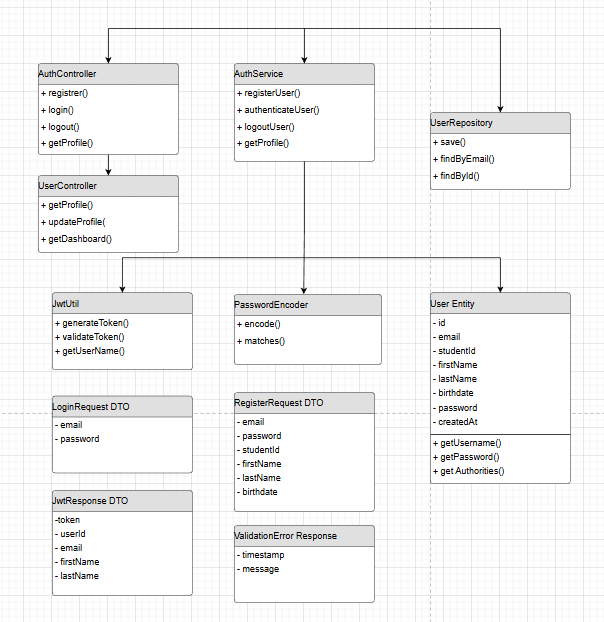 AuthController
+ registrer()
+ login()
+ logout()
+ getProfile()
AuthService
+ registerUser()
+ authenticateUser()
+ logoutUser()
+ getProfile()
UserRepository
+ save()
+ findByEmail()
+ findById()
UserController
+ getProfile()
+ updateProfile(
+ getDashboard()
JwtUtil
+ generateToken()
+ validateToken()
+ getUserName()
PasswordEncoder
+ encode()
+ matches()
User Entity
- id
- email
- studentId
- firstName
- lastName
- birthdate
- password
- createdAt
+ getUsername()
+ getPassword()
+ get Authorities()
LoginRequest DTO
- email
- password
RegisterRequest DTO
- email
- password
- studentId
- firstName
- lastName
- birthdate
JwtResponse DTO
-token
- userId
- email
- firstName
- lastName
ValidationError Response
- timestamp
- message